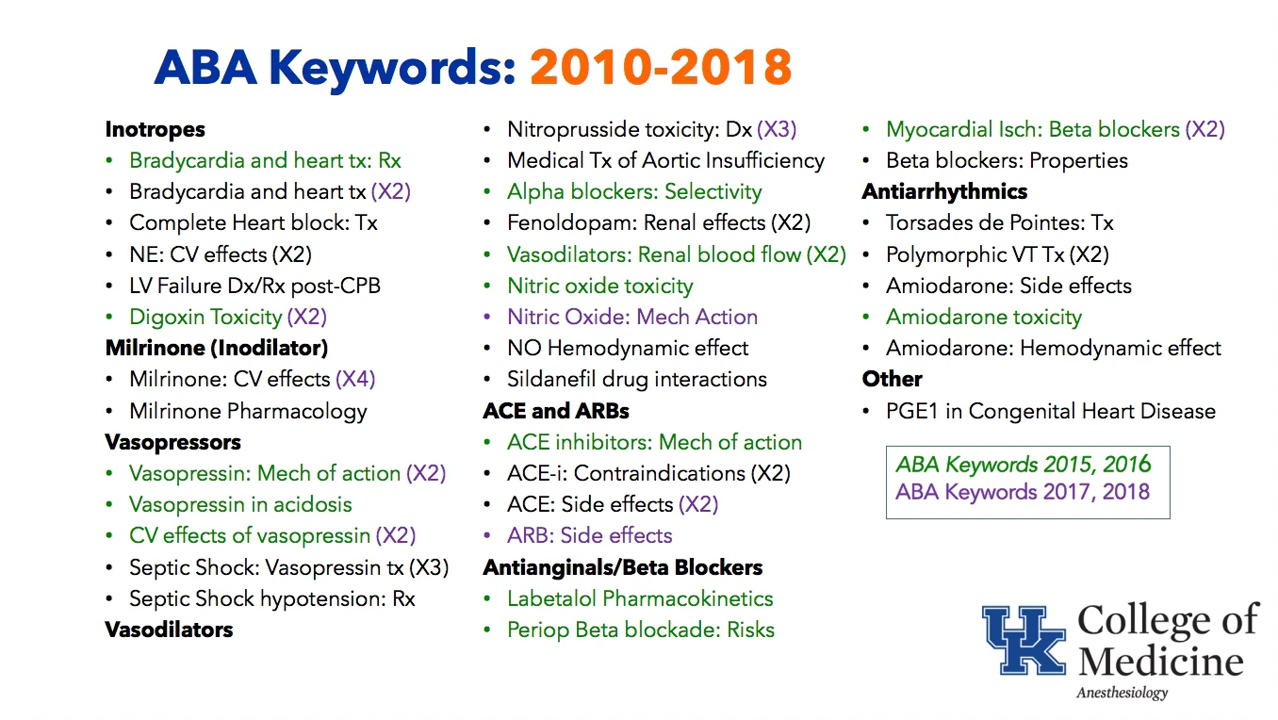 ABA Keywords: 2010-2018
Inotropes
• Bradycardia and heart tx: Rx
• Bradycardia and heart tx (X2)
• Complete Heart block: Tx
• NE: CV effects (X2)
• LV Failure Dx/Rx post-CPB
• Digoxin Toxicity (X2)
Milrinone (Inodilator)
• Milrinone: CV effects (X4)
• Milrinone Pharmacology
Vasopressors
• Vasopressin: Mech of action (X2)
• Vasopressin in acidosis
• CV effects of vasopressin (X2)
• Septic Shock: Vasopressin tx (X3)
• Septic Shock hypotension: Rx
Vasodilators
• Nitroprusside toxicity: Dx (X3)
• Medical Tx of Aortic Insufficiency
• Alpha blockers: Selectivity
• Fenoldopam: Renal effects (X2)
• Vasodilators: Renal blood flow (X2)
• Nitric oxide toxicity
• Nitric Oxide: Mech Action
• NO Hemodynamic effect
• Sildanefil drug interactions
ACE and ARBs
• ACE inhibitors: Mech of action
• ACE-i: Contraindications (X2)
• ACE: Side effects (X2)
• ARB: Side effects
Antianginals/Beta Blockers
• Labetalol Pharmacokinetics
• Periop Beta blockade: Risks
• Myocardial Isch: Beta blockers (X2)
• Beta blockers: Properties
Antiarrhythmics
• Torsades de Pointes: Tx
• Polymorphic VT Tx (X2)
• Amiodarone: Side effects
• Amiodarone toxicity
• Amiodarone: Hemodynamic effect
Other
• PGE1 in Congenital Heart Disease
ABA Keywords 2015, 2016
ABA Keywords 2017, 2018
UK
College of
Medicine
Anesthesiology